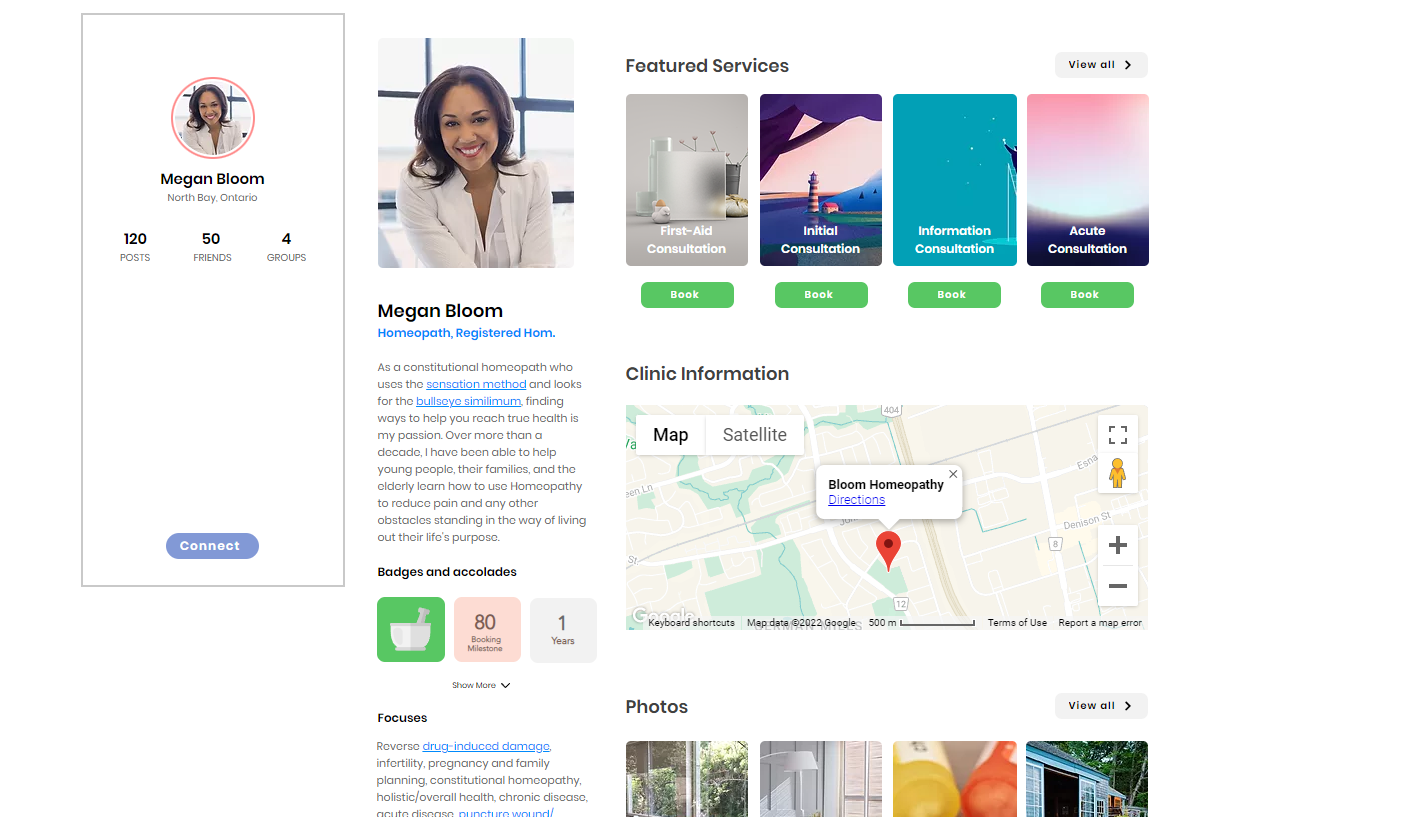 Megan Bloom
North Bay, Ontario
120
50
4
POSTS
FRIENDS
GROUPS
Connect
Megan Bloom
Homeopath, Registered Hom.
As a constitutional homeopath who
uses the sensation method and looks
for the bullseye similimum, finding
ways to help you reach true health is
my passion. Over more than a
decade, I have been able to help
young people, their families, and the
elderly learn how to use Homeopathy
to reduce pain and any other
obstacles standing in the way of living
out their life's purpose.
Badges and accolades
80
Booking
Milestone
1
Years
Show More
Focuses
Reverse drug-induced damage,
infertility, pregnancy and family
planning, constitutional homeopathy,
holistic/overall health, chronic disease,
acute disease, puncture wound/
Featured Services
View all
First-Aid
Consultation
Initial
Consultation
Information
Consultation
Acute
Consultation
Book
Book
Book
Book
Clinic Information
Map
Satellite
404
Esna
een Ln
Bloom Homeopathy
Directions
Denison St
8
St.
12
Google
GERMAN MILLS
Keyboard shortcuts
Map data ©2022 Google
500 m
Terms of Use
Report a map error
Photos
View all